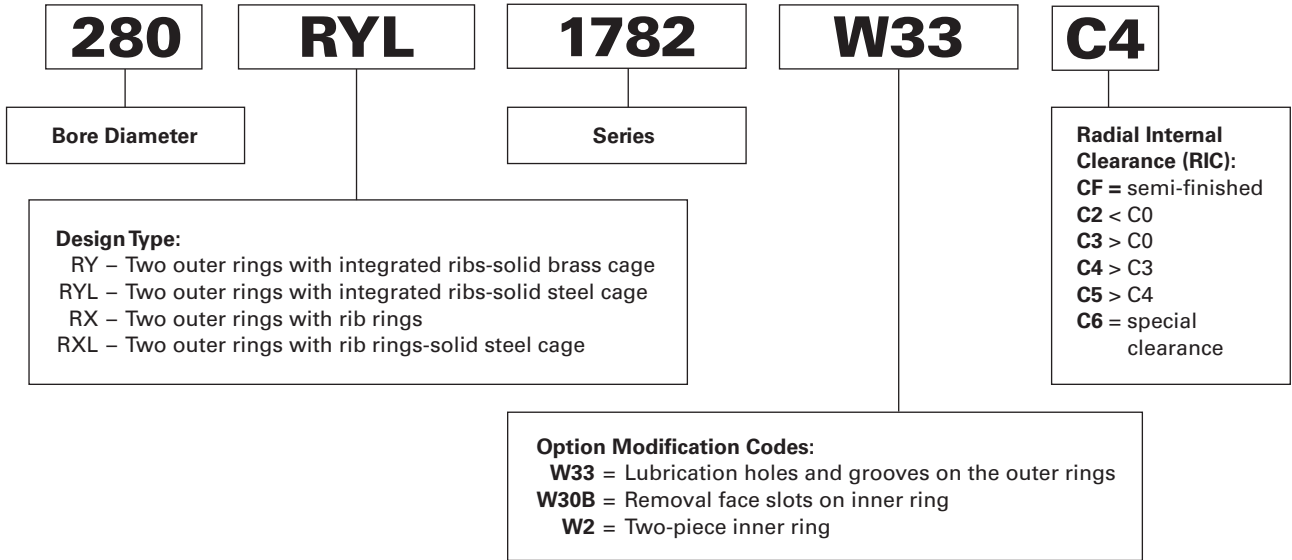 280 RYL 1782 W33 C4
Bore Diameter
Series
Radial Internal
Clearance (RIC):
CF = semi-finished
C2 < C0
C3 > C0
C4 > C3
C5 > C4
C6 = special
clearance
Design Type:
RY – Two outer rings with integrated ribs-solid brass cage
RYL – Two outer rings with integrated ribs-solid steel cage
RX – Two outer rings with rib rings
RXL – Two outer rings with rib rings-solid steel cage
Option Modification Codes:
W33 = Lubrication holes and grooves on the outer rings
W30B = Removal face slots on inner ring
W2 = Two-piece inner ring